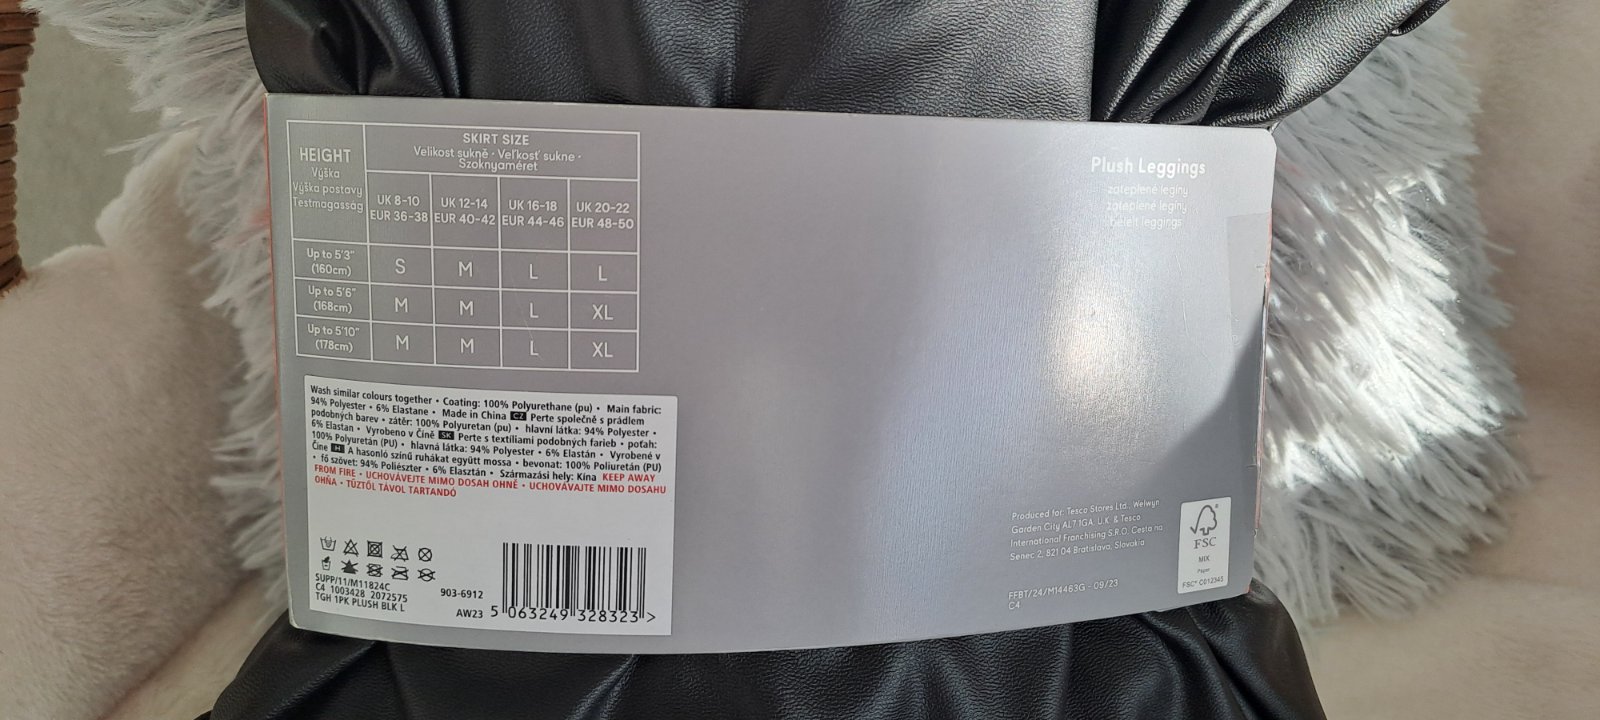 HEIGHT
Výška
Výška postavy
Testmagasság
SKIRT SIZE
Velikost sukně • Veľkosť sukne •
Szoknyaméret
UK 8-10 UK 12-14 UK 16-18 UK 20-22
EUR 36-38 EUR 40-42 EUR 44-46 EUR 48-50
Up to 5'3"
(160cm)
S M L L
Up to 5'6"
(168cm)
M M L XL
Up to 5'10"
(178cm)
M M L XL
Plush Leggings
zateplené legíny
zateplené legíny
bélelt leggings
Wash similar colours together • Coating: 100% Polyurethane (pu) • Main fabric:
94% Polyester • 6% Elastane • Made in China CZ Perte společně s prádlem
podobných barev • zátěr: 100% Polyuretan (pu) • hlavní látka: 94% Polyester •
6% Elastan • Vyrobeno v Číně SK Perte s textíliami podobných farieb • poťah:
100% Polyuretán (PU) • hlavná látka: 94% Polyester • 6% Elastán • Vyrobené v
Číne H A hasonló színű ruhákat együtt mossa • bevonat: 100% Poliuretán (PU)
• fő szövet: 94% Poliészter • 6% Elasztán • Származási hely: Kína KEEP AWAY
FROM FIRE • UCHOVÁVEJTE MIMO DOSAH OHNĚ • UCHOVÁVAJTE MIMO DOSAHU
OHŇA • TŰZTŐL TÁVOL TARTANDÓ
SUPP/11/M11824C
C4 1003428 2072575
TGH 1PK PLUSH BLK L
903-6912
AW23
5 063249 328323 >
Produced for: Tesco Stores Ltd., Welwyn
Garden City AL7 1GA, U.K. & Tesco
International Franchising S.R.O. Cesta na
Senec 2, 821 04 Bratislava, Slovakia
FFBT/24/M14463G - 09/23
C4
FSC
MIX
Paper
FSC® C012345